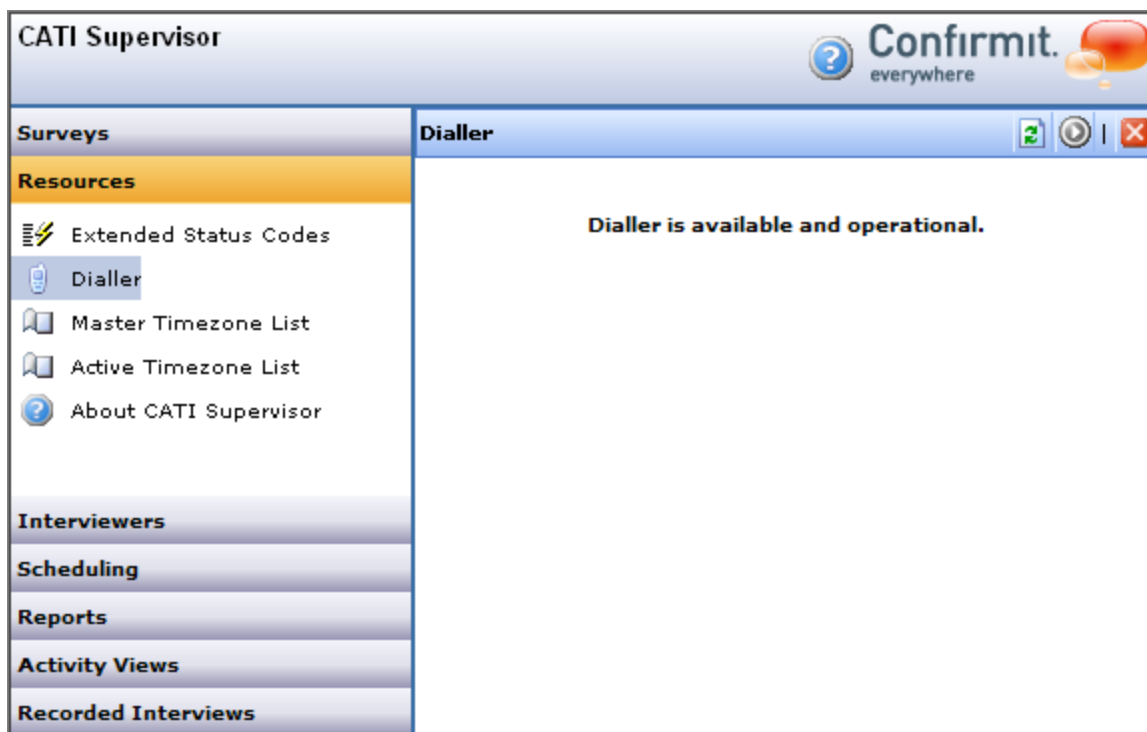 CATI Supervisor
Confirmit.
everywhere
Surveys
Dialler
Resources
Extended Status Codes
Dialler is available and operational.
Dialler
Master Timezone List
Active Timezone List
About CATI Supervisor
Interviewers
Scheduling
Reports
Activity Views
Recorded Interviews